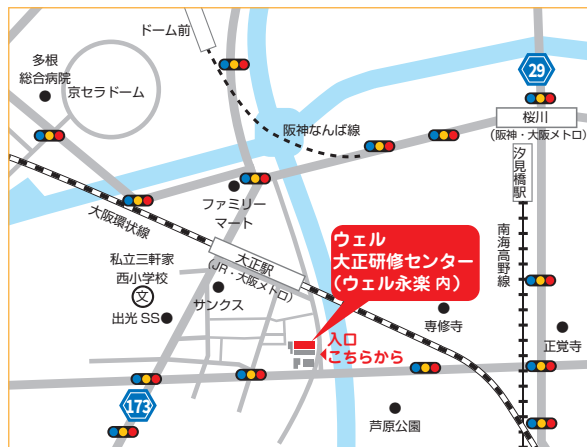 ドーム前
多根
総合病院
京セラドーム
29
桜川
(阪神・大阪メトロ)
阪神なんば線
汐見橋駅
ファミリー
マート
大阪環状線
大正駅
(JR・大阪メトロ)
南海高野線
ウェル
大正研修センター
(ウェル永楽 内)
私立三軒家
西小学校
文
サンクス
出光 SS
専修寺
正覚寺
入口
こちらから
173
芦原公園